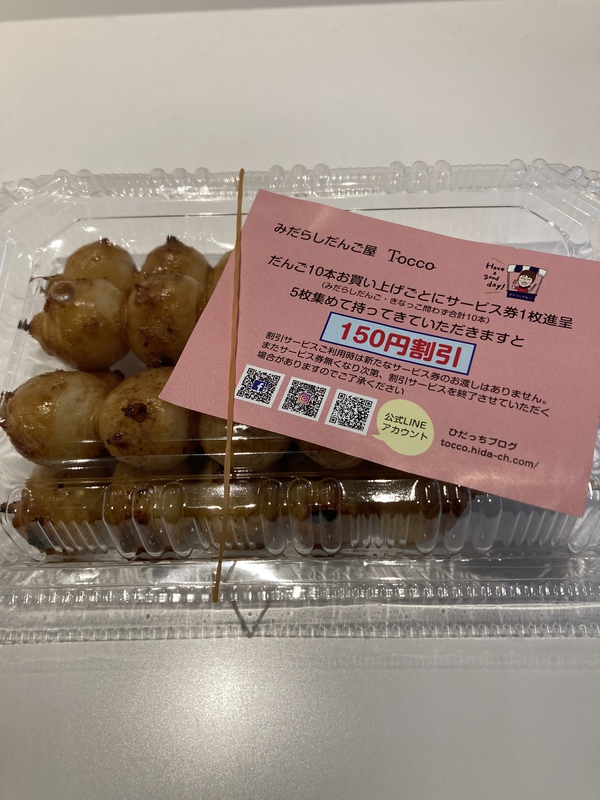 みだらしだんご屋 Tocco
Have a good day!
だんご10本お買い上げごとにサービス券1枚進呈
(みだらしだんご・きなっこ問わず合計10本)
5枚集めて持ってきていただきますと
150円割引
割引サービスご利用時は新たなサービス券のお渡しはありません。
またサービス券無くなり次第、割引サービスを終了させていただく
場合がありますのでご了承ください
公式LINE
アカウント
ひだっちブログ
tocco.hida-ch.com/